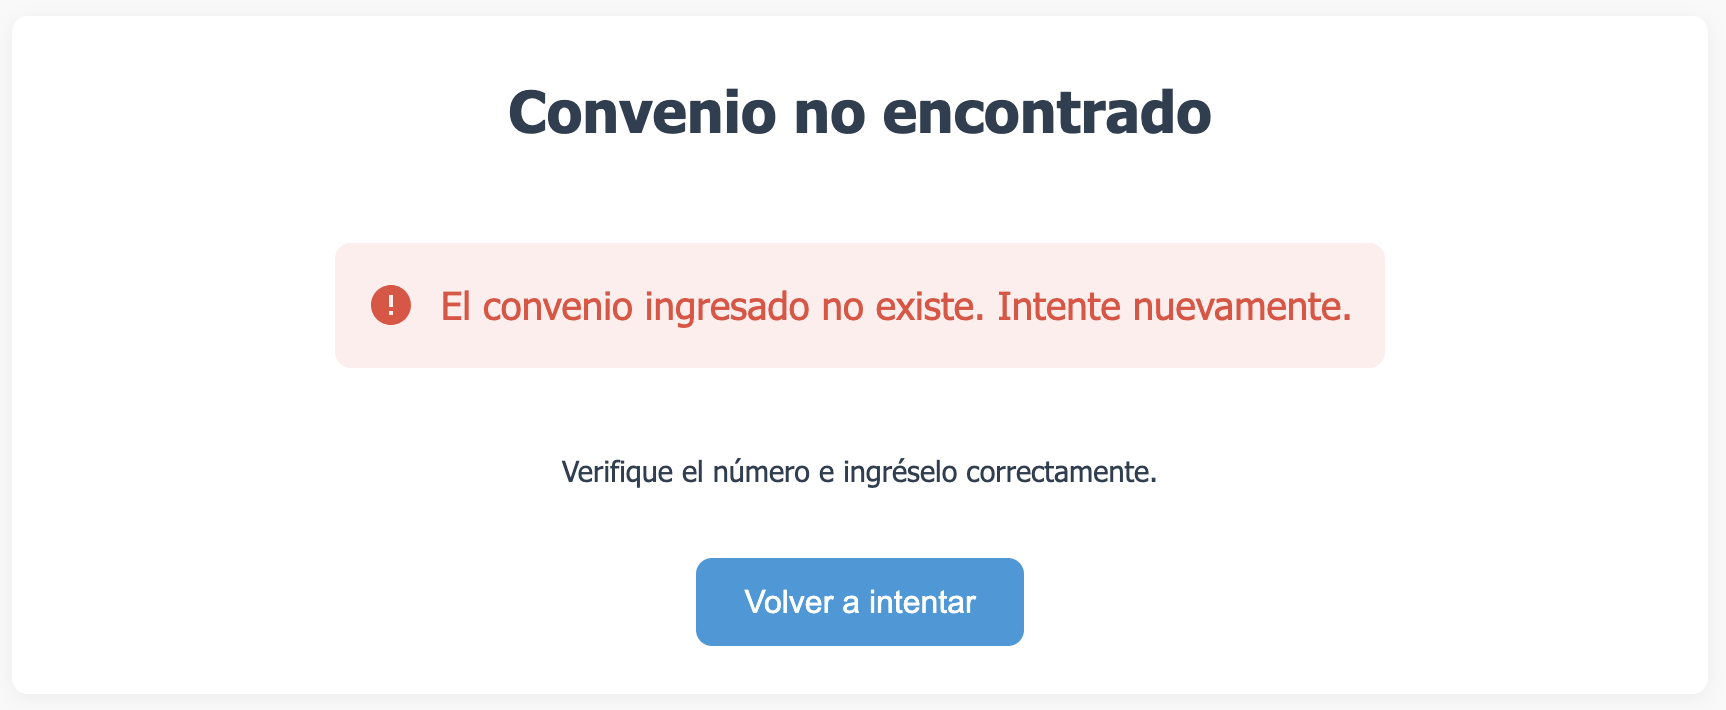 Convenio no encontrado
El convenio ingresado no existe. Intente nuevamente.
Verifique el número e ingréselo correctamente.
Volver a intentar